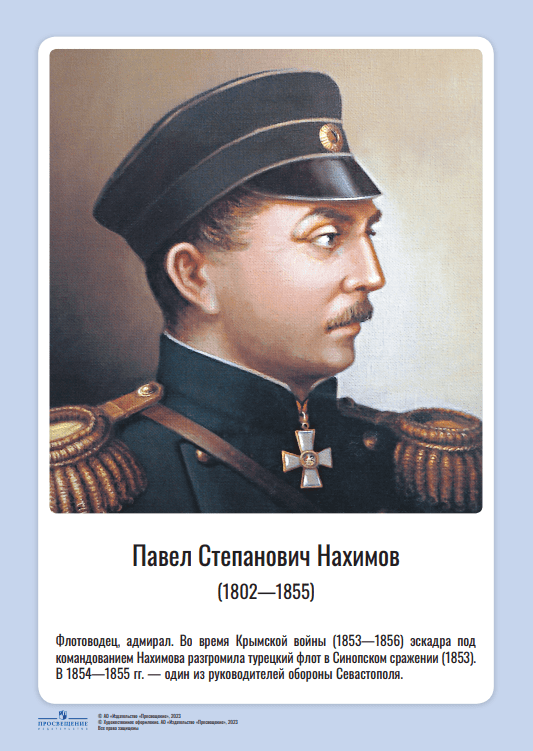 Павел Степанович Нахимов
(1802—1855)
Флотоводец, адмирал. Во время Крымской войны (1853—1856) эскадра под
командованием Нахимова разгромила турецкий флот в Синопском сражении (1853).
В 1854—1855 гг. — один из руководителей обороны Севастополя.
ПРОСВЕЩЕНИЕ
ИЗДАТЕЛЬСТВО
© АО «Издательство «Просвещение», 2023
© Художественное оформление. АО «Издательство «Просвещение», 2023
Все права защищены